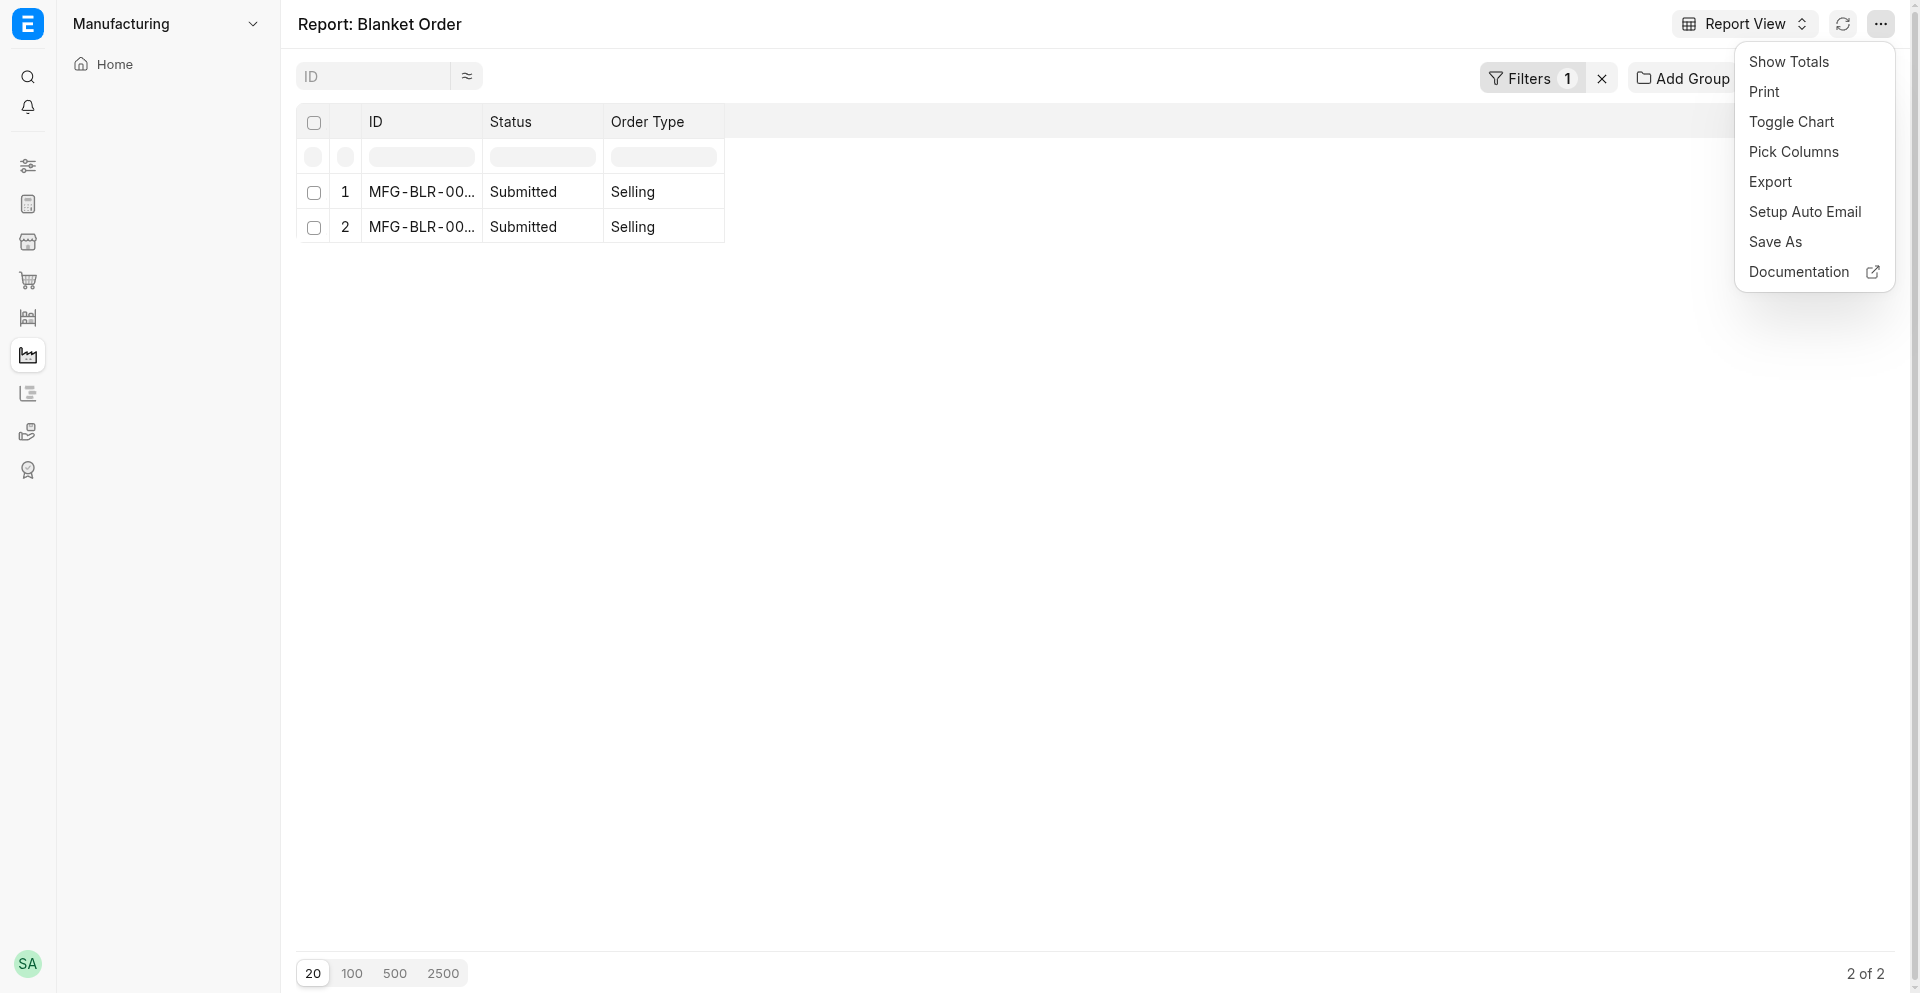 Manufacturing
Home
Report: Blanket Order
Report View
ID
Filters 1
Add Group
Show Totals
Print
Toggle Chart
Pick Columns
Export
Setup Auto Email
Save As
Documentation
ID Status Order Type
1 MFG-BLR-00... Submitted Selling
2 MFG-BLR-00... Submitted Selling
SA
20 100 500 2500
2 of 2